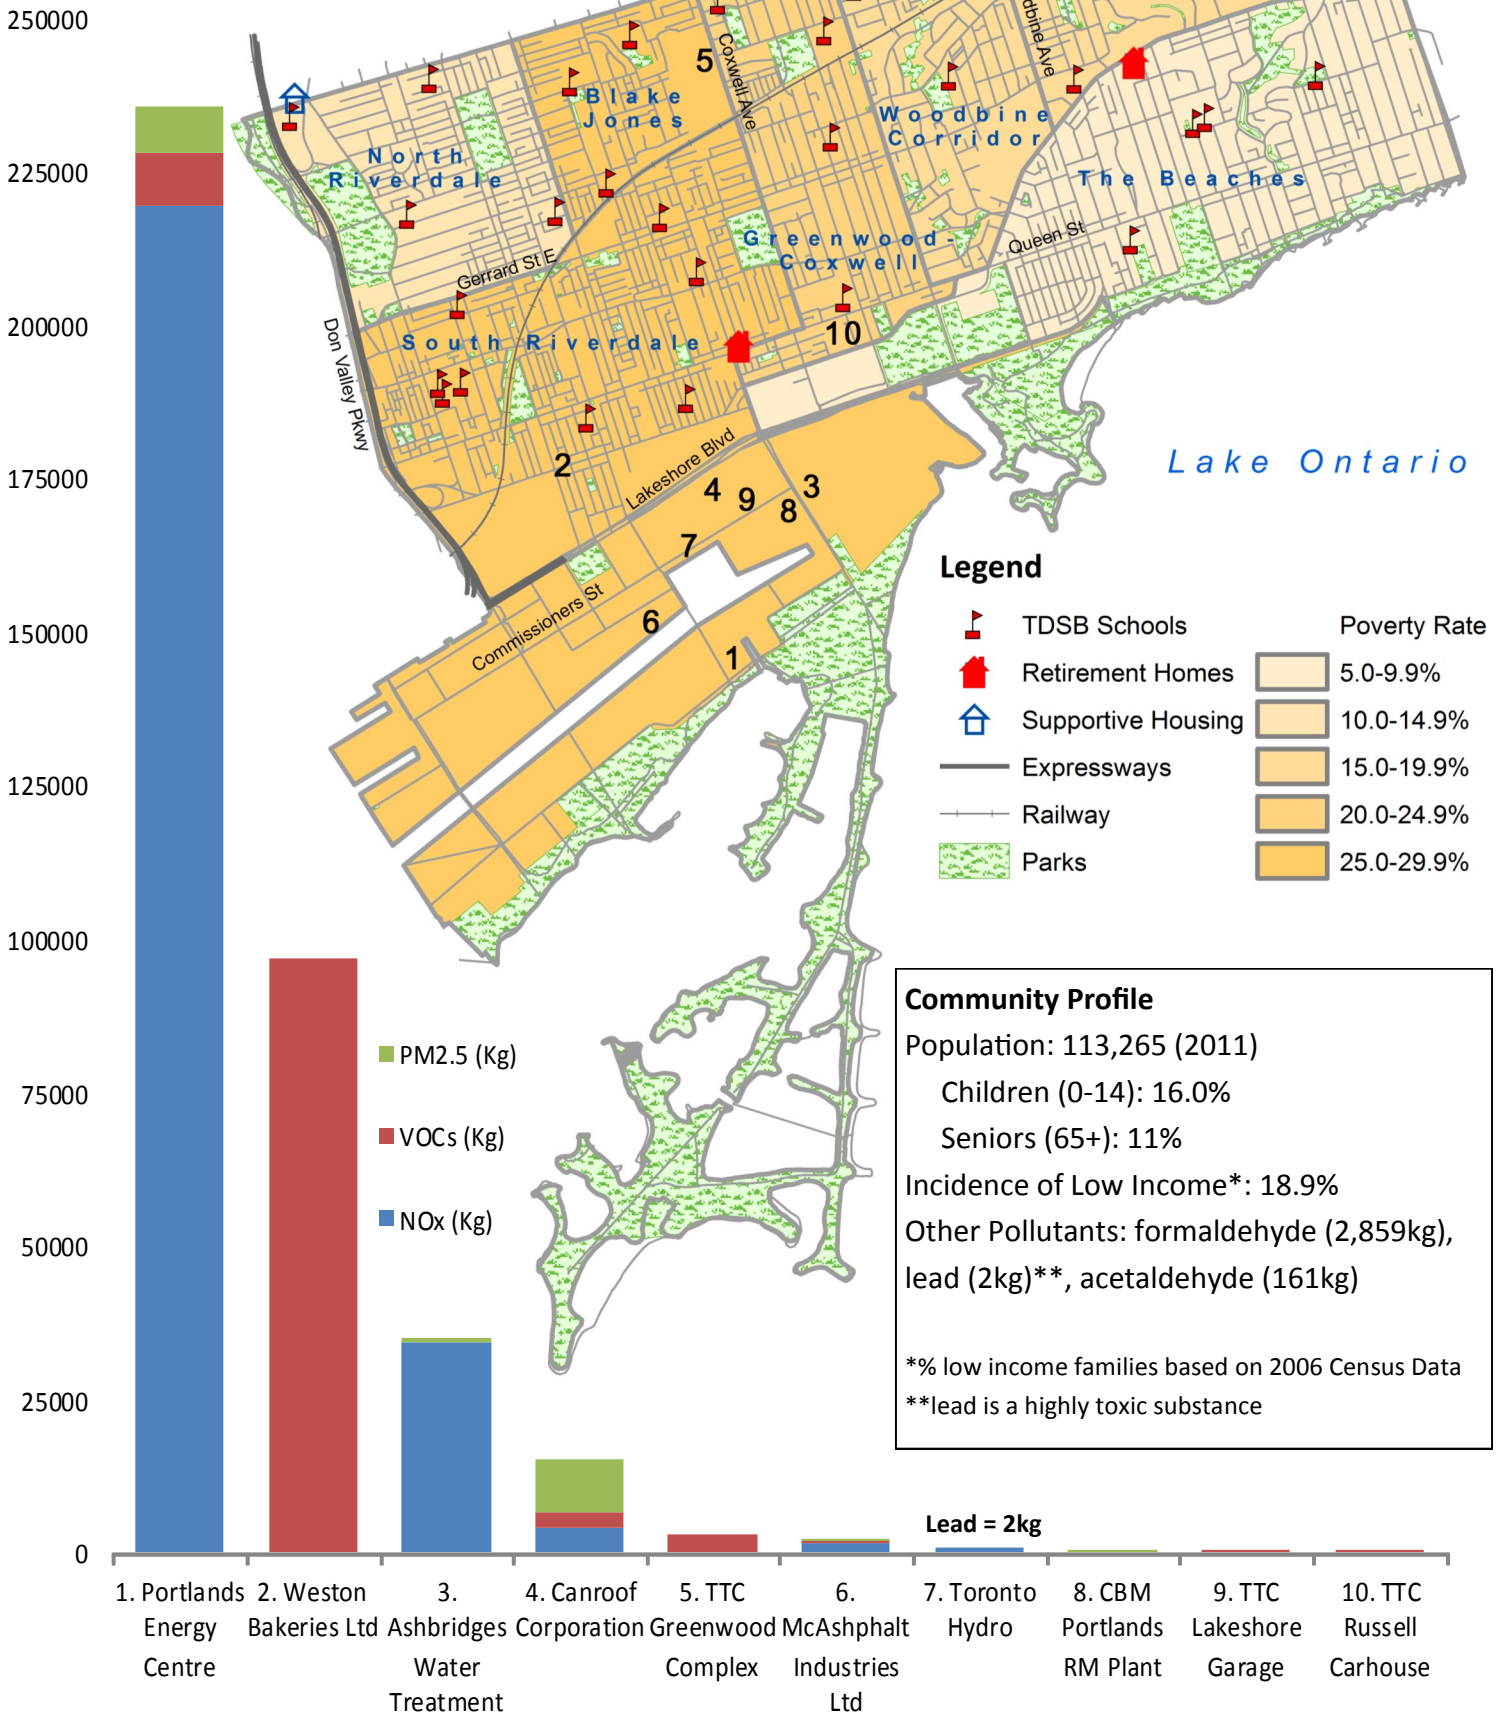 250000
225000
200000
175000
150000
125000
100000
75000
50000
25000
0
5
Coxwell Ave
dbine Ave
Blake
Jones
Woodbine
Corridor
North
Riverdale
The Beaches
Greenwood-
Coxwell
Queen St
Gerrard St E
Don Valley Pkwy
South Riverdale
10
2
Lakeshore Blvd
Lake Ontario
4
9
3
8
7
Commissioners St
6
1
Legend
TDSB Schools
Retirement Homes
Supportive Housing
Expressways
Railway
Parks
Poverty Rate
5.0-9.9%
10.0-14.9%
15.0-19.9%
20.0-24.9%
25.0-29.9%
PM2.5 (Kg)
VOCs (Kg)
NOx (Kg)
Community Profile
Population: 113,265 (2011)
Children (0-14): 16.0%
Seniors (65+): 11%
Incidence of Low Income*: 18.9%
Other Pollutants: formaldehyde (2,859kg),
lead (2kg)**, acetaldehyde (161kg)
*% low income families based on 2006 Census Data
**lead is a highly toxic substance
Lead = 2kg
1. Portlands
Energy
Centre
2. Weston
Bakeries Ltd
3.
Ashbridges
Water
Treatment
4. Canroof
Corporation
5. TTC
Greenwood
Complex
6.
McAshphalt
Industries
Ltd
7. Toronto
Hydro
8. CBM
Portlands
RM Plant
9. TTC
Lakeshore
Garage
10. TTC
Russell
Carhouse